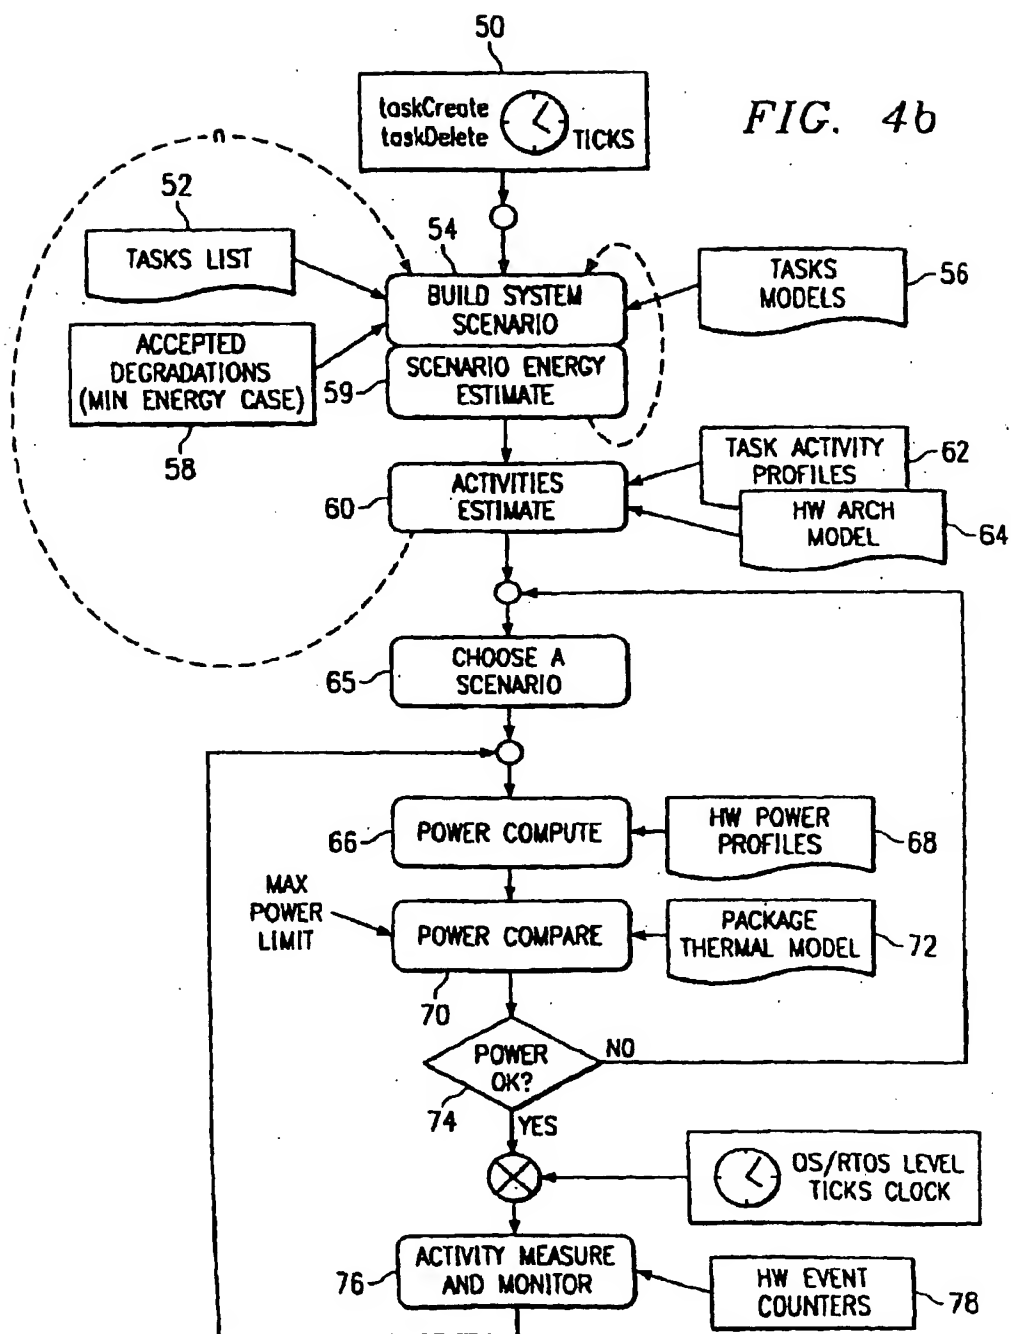 50
taskCreate
taskDelete
TICKS
FIG. 4b
n
52
TASKS LIST
54
BUILD SYSTEM
SCENARIO
TASKS
MODELS
56
ACCEPTED
DEGRADATIONS
(MIN ENERGY CASE)
58
59
SCENARIO ENERGY
ESTIMATE
60
ACTIVITIES
ESTIMATE
TASK ACTIVITY
PROFILES
62
HW ARCH
MODEL
64
65
CHOOSE A
SCENARIO
66
POWER COMPUTE
HW POWER
PROFILES
68
MAX
POWER
LIMIT
POWER COMPARE
70
PACKAGE
THERMAL MODEL
72
POWER
OK?
NO
74
YES
OS/RTOS LEVEL
TICKS CLOCK
76
ACTIVITY MEASURE
AND MONITOR
HW EVENT
COUNTERS
78